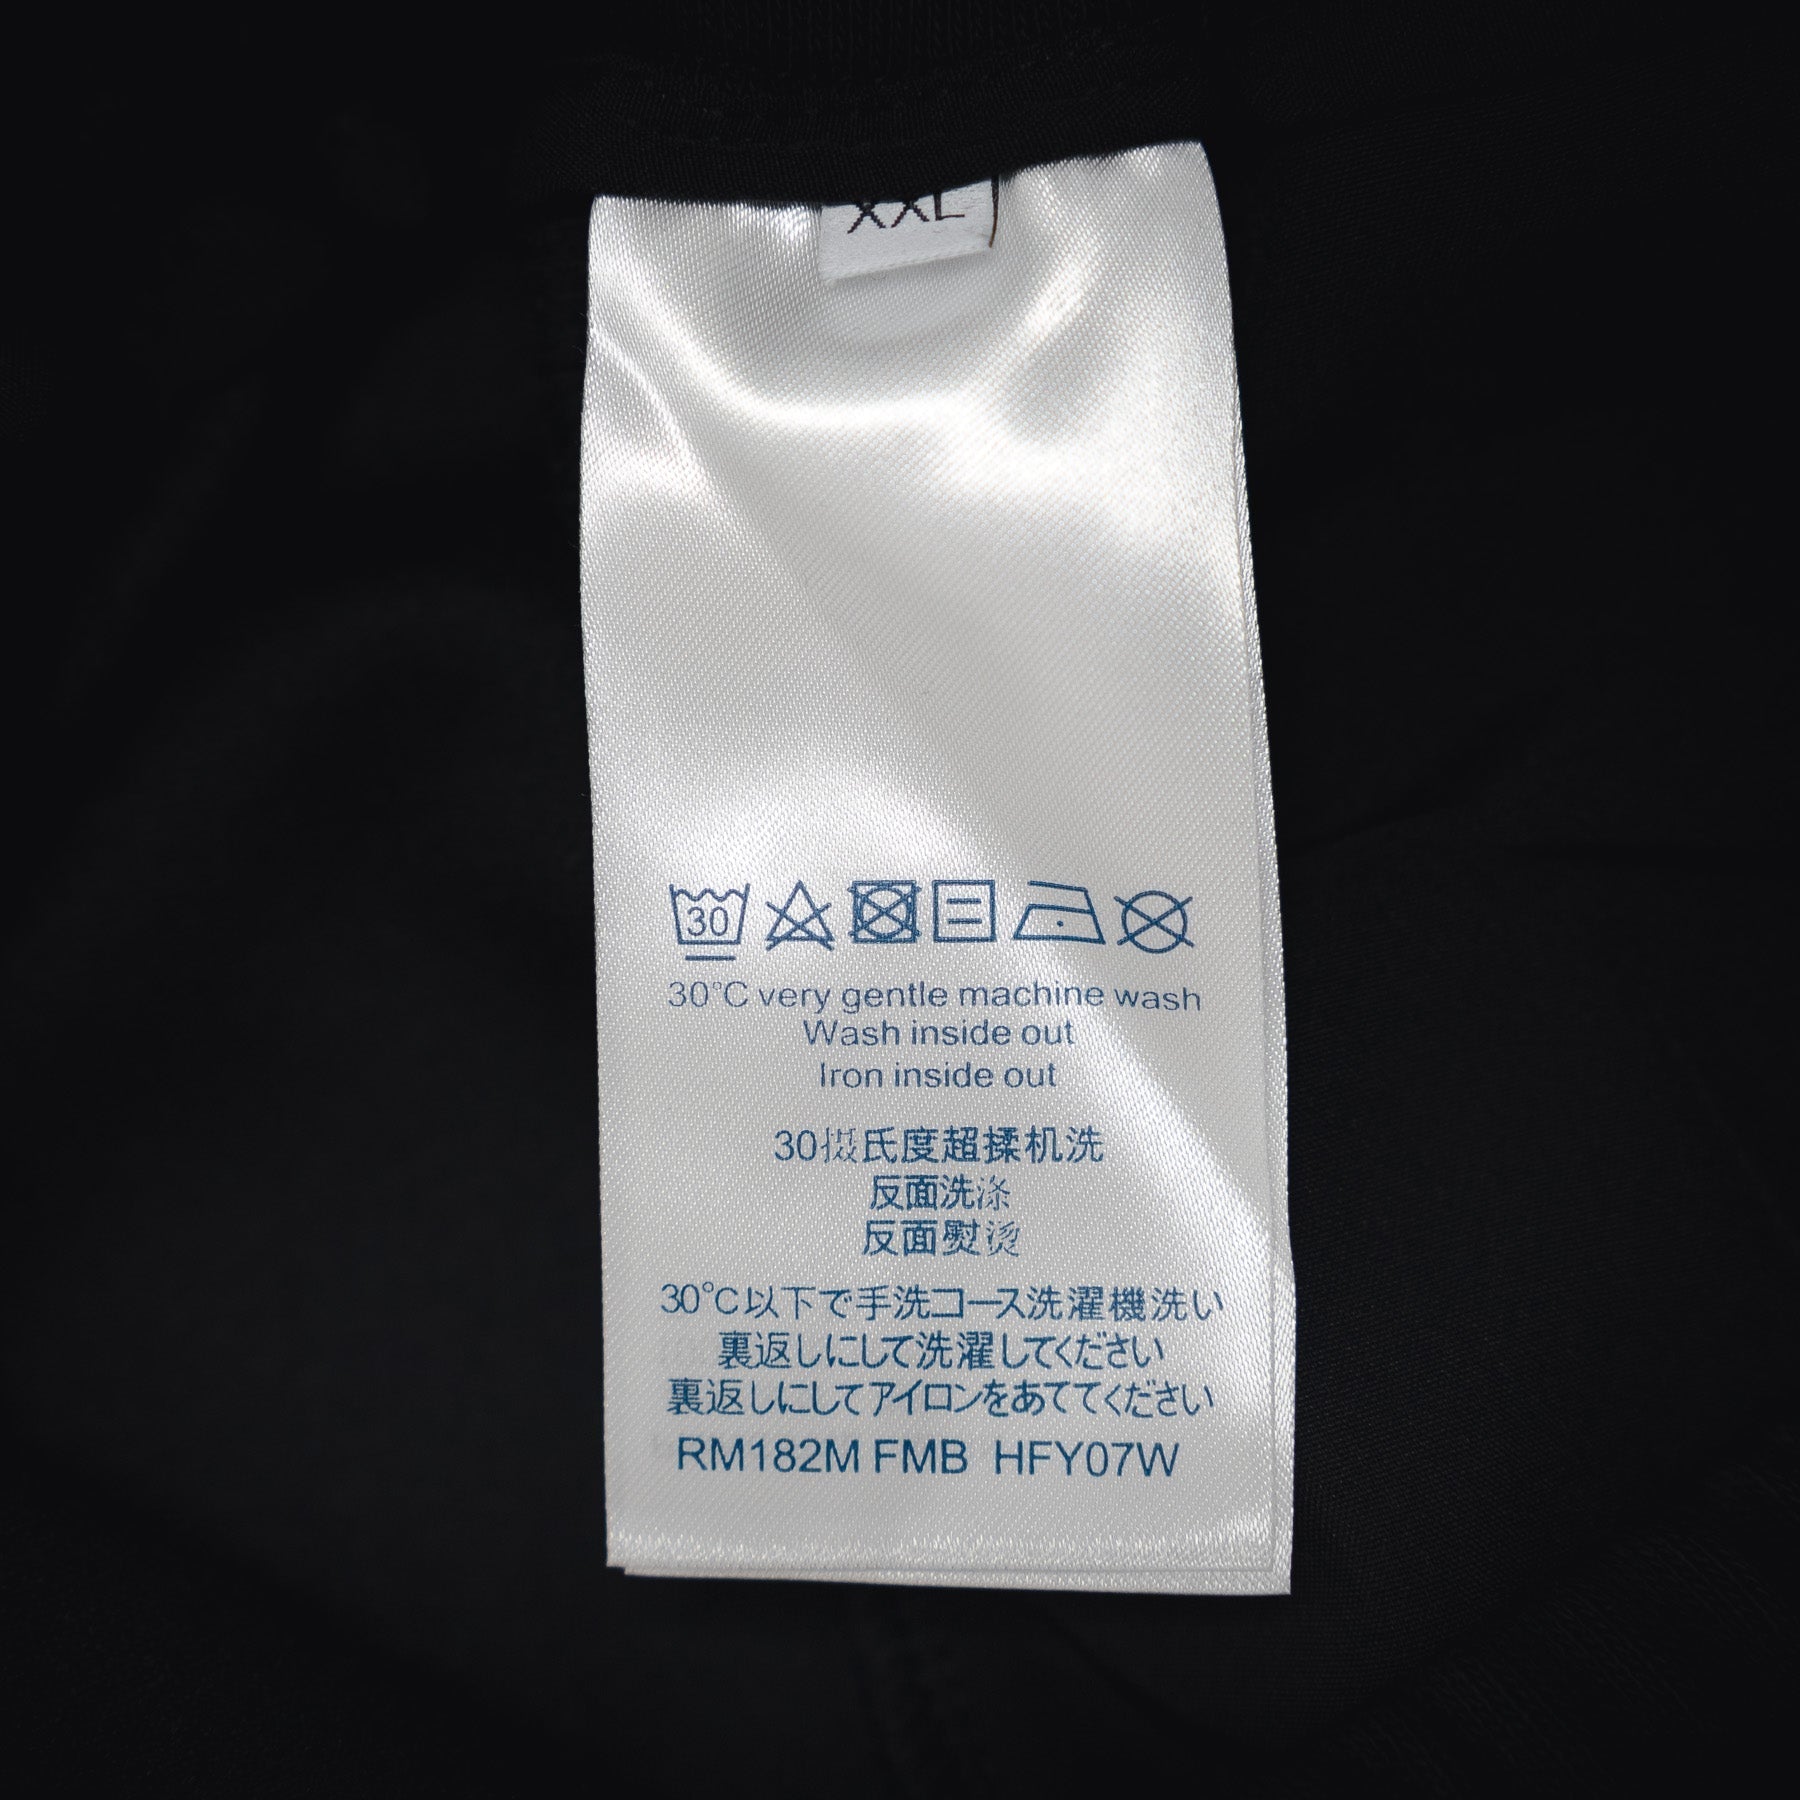 XXL
30
30°C very gentle machine wash
Wash inside out
Iron inside out
30摄氏度超揉机洗
反面洗涤
反面熨烫
30°C以下で手洗コース洗濯機洗い
裏返しにして洗濯してください
裏返しにしてアイロンをあててください
RM182M FMB HFY07W